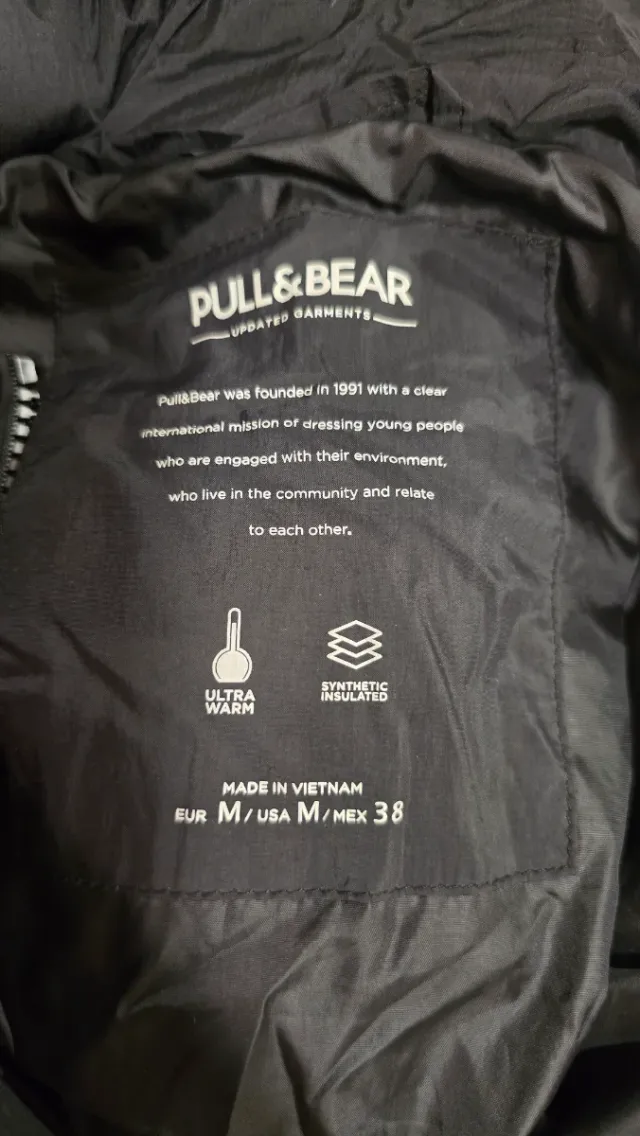 PULL&BEAR
UPDATED GARMENTS
Pull&Bear was founded in 1991 with a clear
international mission of dressing young people
who are engaged with their environment,
who live in the community and relate
to each other.
ULTRA
WARM
SYNTHETIC
INSULATED
MADE IN VIETNAM
EUR M / USA M / MEX 38